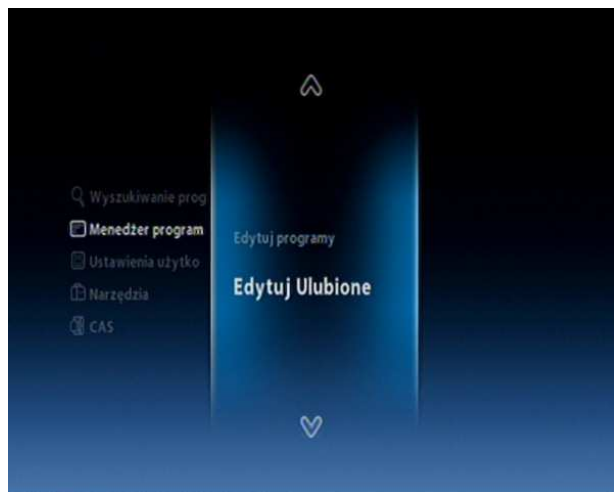 Wyszukiwanie prog
Menedżer program
Ustawienia użytko
Narzędzia
CAS
Edytuj programy
Edytuj Ulubione